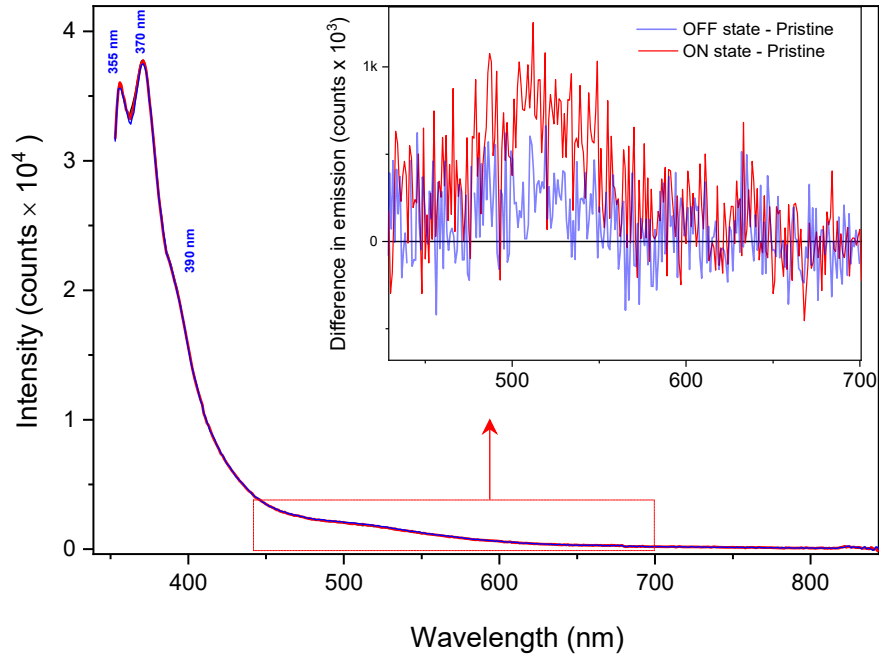 355 nm
370 nm
390 nm
Intensity (counts × 10⁴)
4
3
2
1
0
400
500
600
700
800
Wavelength (nm)
Difference in emission (counts x 10³)
1k
0
500
600
700
OFF state - Pristine
ON state - Pristine